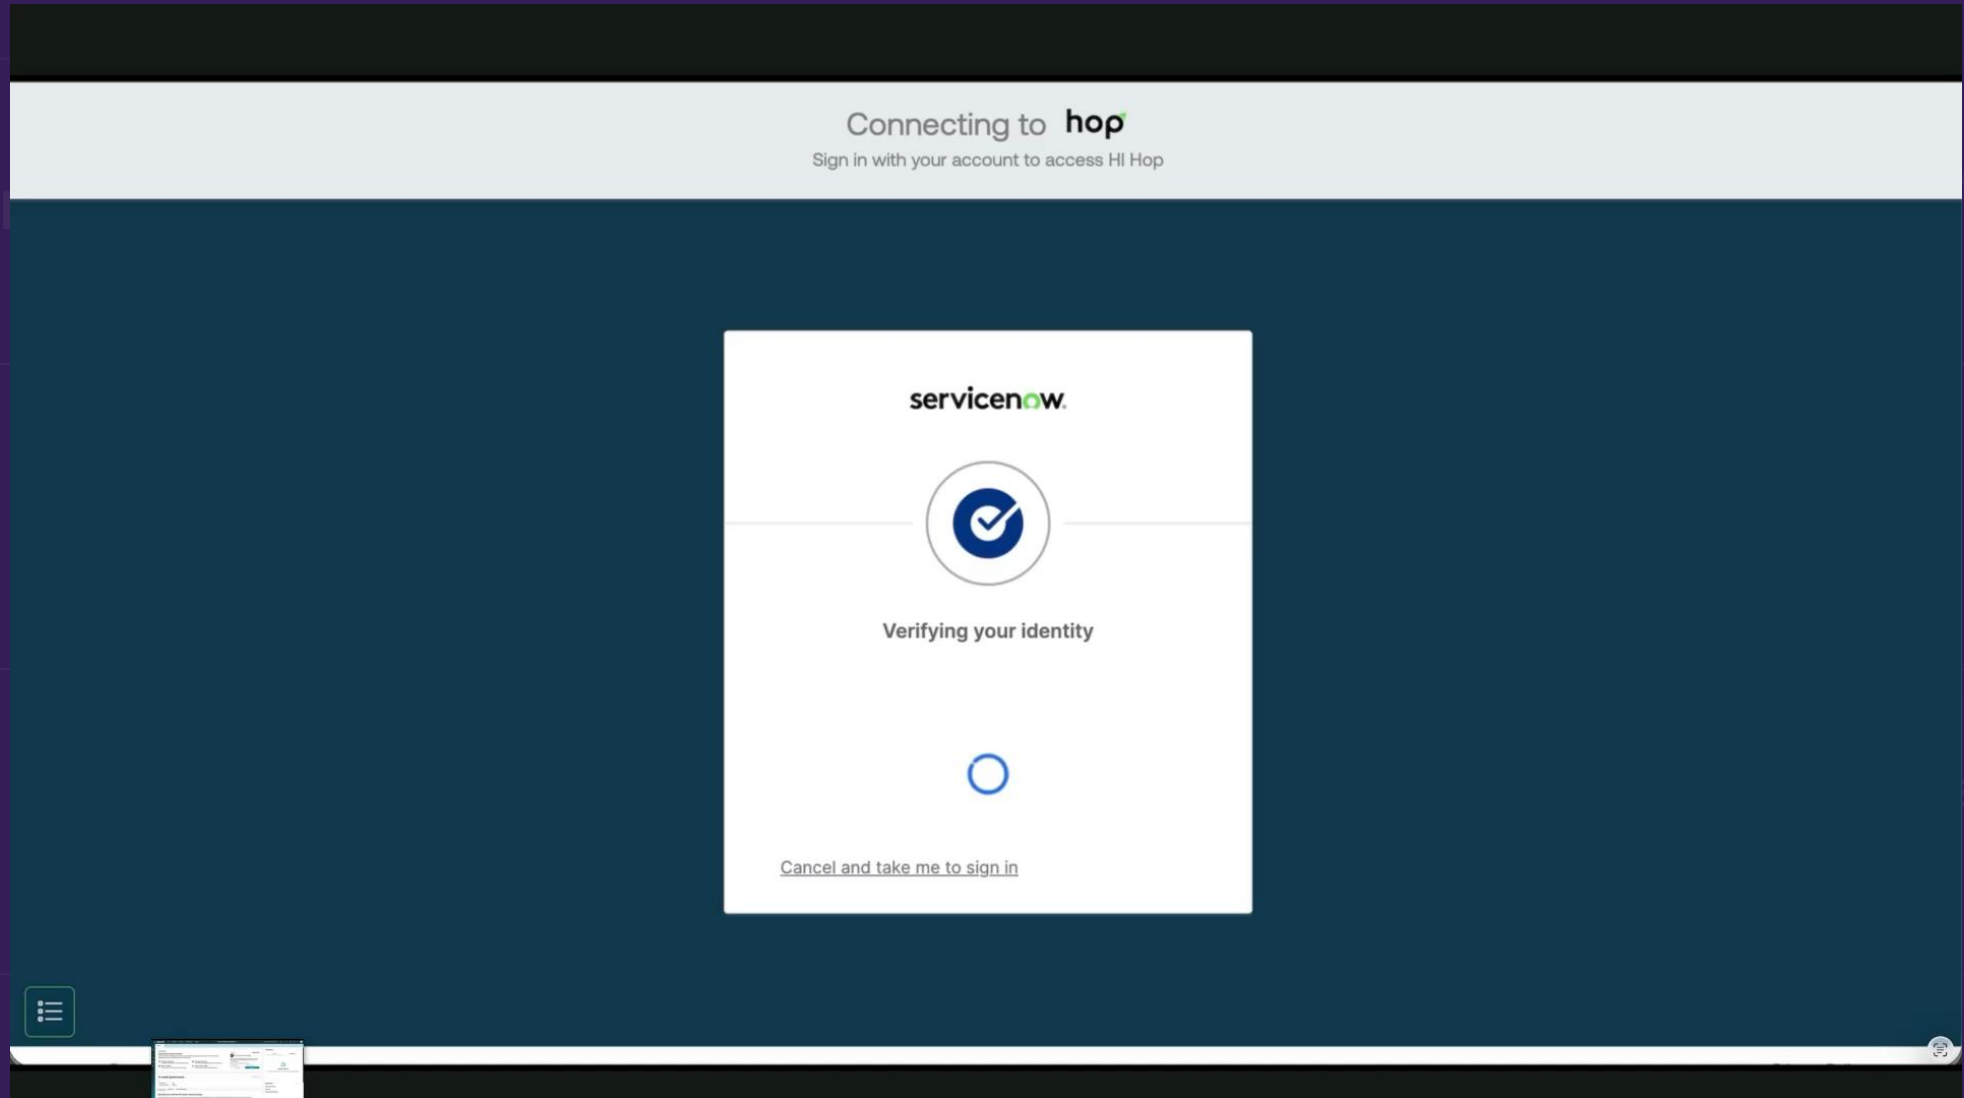 Connecting to hop
Sign in with your account to access HI Hop
servicenow.
Verifying your identity
Cancel and take me to sign in